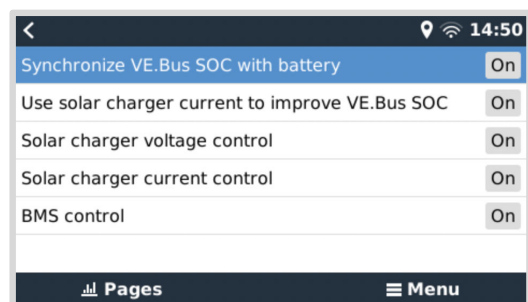 14:50
Synchronize VE.Bus SOC with battery On
Use solar charger current to improve VE.Bus SOC On
Solar charger voltage control On
Solar charger current control On
BMS control On
Pages Menu